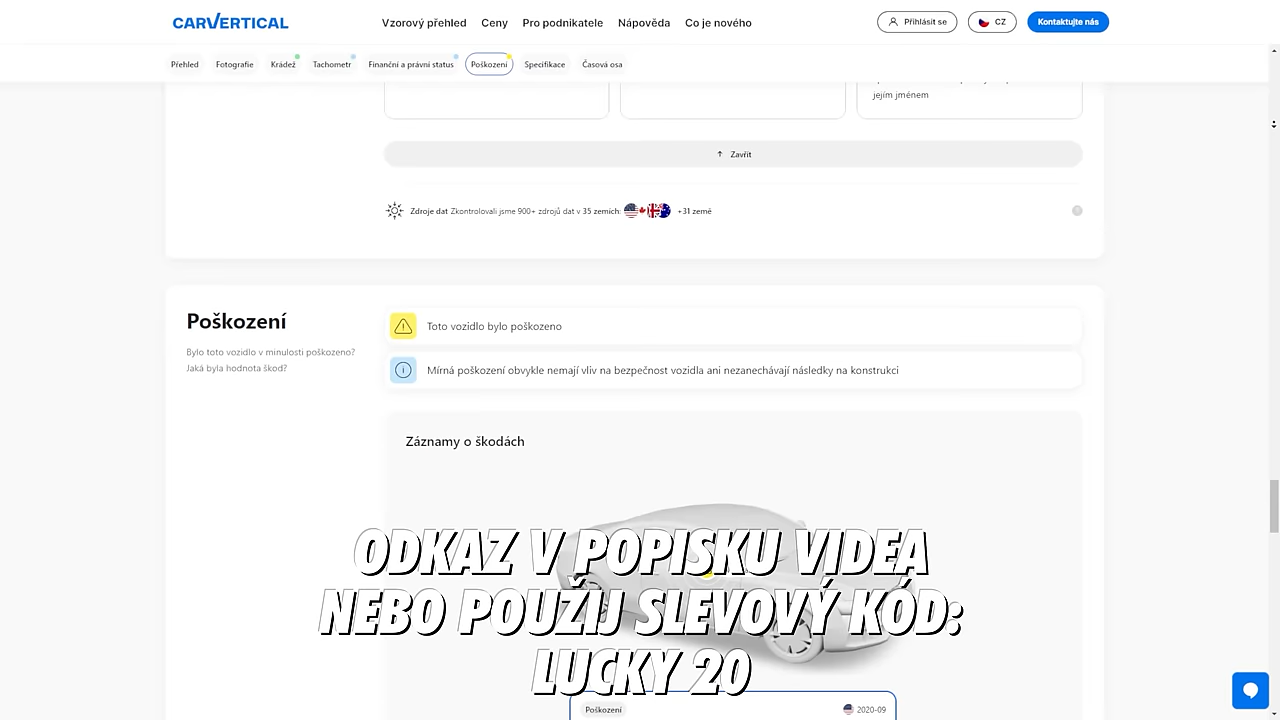 CARVERTICAL
Vzorový přehled Ceny Pro podnikatele Nápověda Co je nového
Přihlásit se
CZ
Kontaktujte nás
Přehled Fotografie Krádež Tachometr Finanční a právní status Poškození Specifikace Časová osa
jejím jménem
↑ Zavřít
Zdroje dat Zkontrolovali jsme 900+ zdrojů dat v 35 zemích: +31 země
Poškození
Bylo toto vozidlo v minulosti poškozeno?
Jaká byla hodnota škod?
Toto vozidlo bylo poškozeno
Mírná poškození obvykle nemají vliv na bezpečnost vozidla ani nezanechávají následky na konstrukci
Záznamy o škodách
ODKAZ V POPISKU VIDEA
NEBO POUŽIJ SLEVOVÝ KÓD:
LUCKY 20
Poškození 2020-09